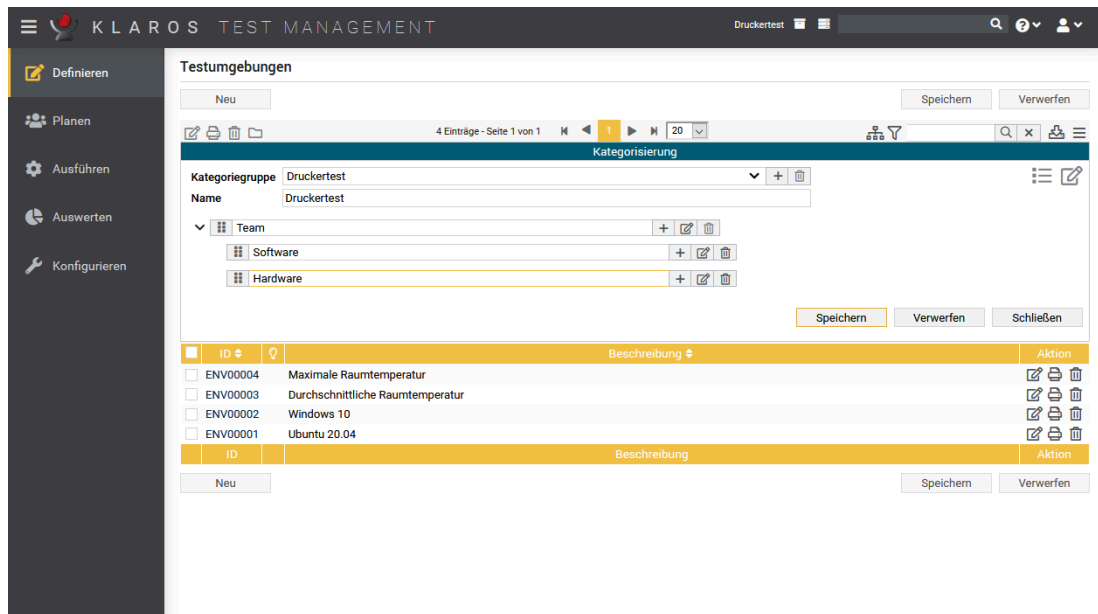 KLAROS TEST MANAGEMENT
Druckertest
Definieren
Planen
Ausführen
Auswerten
Konfigurieren
Testumgebungen
Neu
Speichern
Verwerfen
4 Einträge - Seite 1 von 1
1
20
Kategorisierung
Kategoriegruppe Druckertest
Name Druckertest
Team
Software
Hardware
Speichern
Verwerfen
Schließen
ID Beschreibung Aktion
ENV00004 Maximale Raumtemperatur
ENV00003 Durchschnittliche Raumtemperatur
ENV00002 Windows 10
ENV00001 Ubuntu 20.04
ID Beschreibung Aktion
Neu
Speichern
Verwerfen